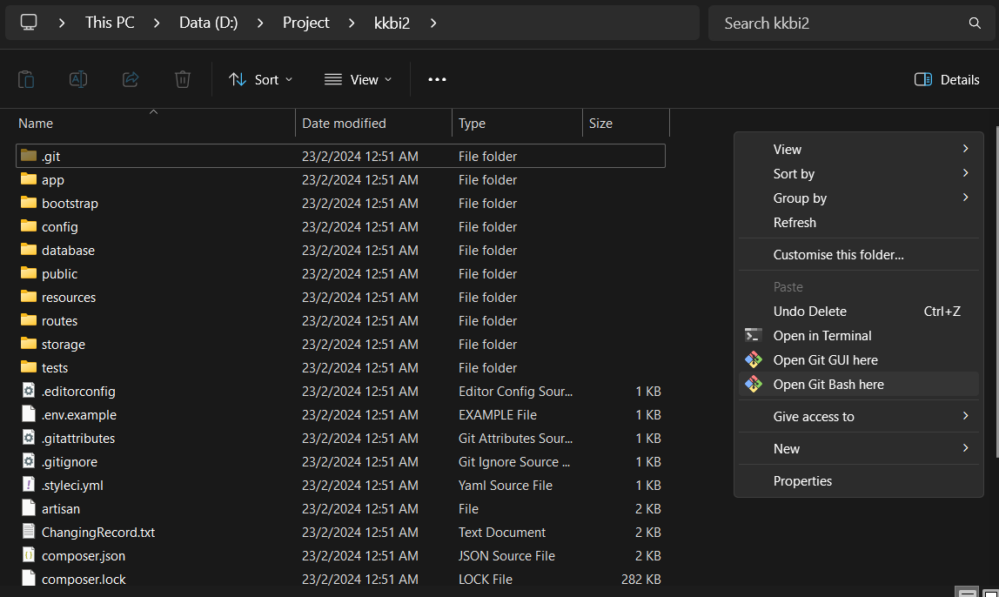 This PC > Data (D:) > Project > kkbi2 >
Search kkbi2
Sort
View
Details
Name Date modified Type Size
.git 23/2/2024 12:51 AM File folder
app 23/2/2024 12:51 AM File folder
bootstrap 23/2/2024 12:51 AM File folder
config 23/2/2024 12:51 AM File folder
database 23/2/2024 12:51 AM File folder
public 23/2/2024 12:51 AM File folder
resources 23/2/2024 12:51 AM File folder
routes 23/2/2024 12:51 AM File folder
storage 23/2/2024 12:51 AM File folder
tests 23/2/2024 12:51 AM File folder
.editorconfig 23/2/2024 12:51 AM Editor Config Sour... 1 KB
.env.example 23/2/2024 12:51 AM EXAMPLE File 1 KB
.gitattributes 23/2/2024 12:51 AM Git Attributes Sour... 1 KB
.gitignore 23/2/2024 12:51 AM Git Ignore Source ... 1 KB
.styleci.yml 23/2/2024 12:51 AM Yaml Source File 1 KB
artisan 23/2/2024 12:51 AM File 2 KB
ChangingRecord.txt 23/2/2024 12:51 AM Text Document 2 KB
composer.json 23/2/2024 12:51 AM JSON Source File 2 KB
composer.lock 23/2/2024 12:51 AM LOCK File 282 KB
View
Sort by
Group by
Refresh
Customise this folder...
Paste
Undo Delete Ctrl+Z
Open in Terminal
Open Git GUI here
Open Git Bash here
Give access to
New
Properties